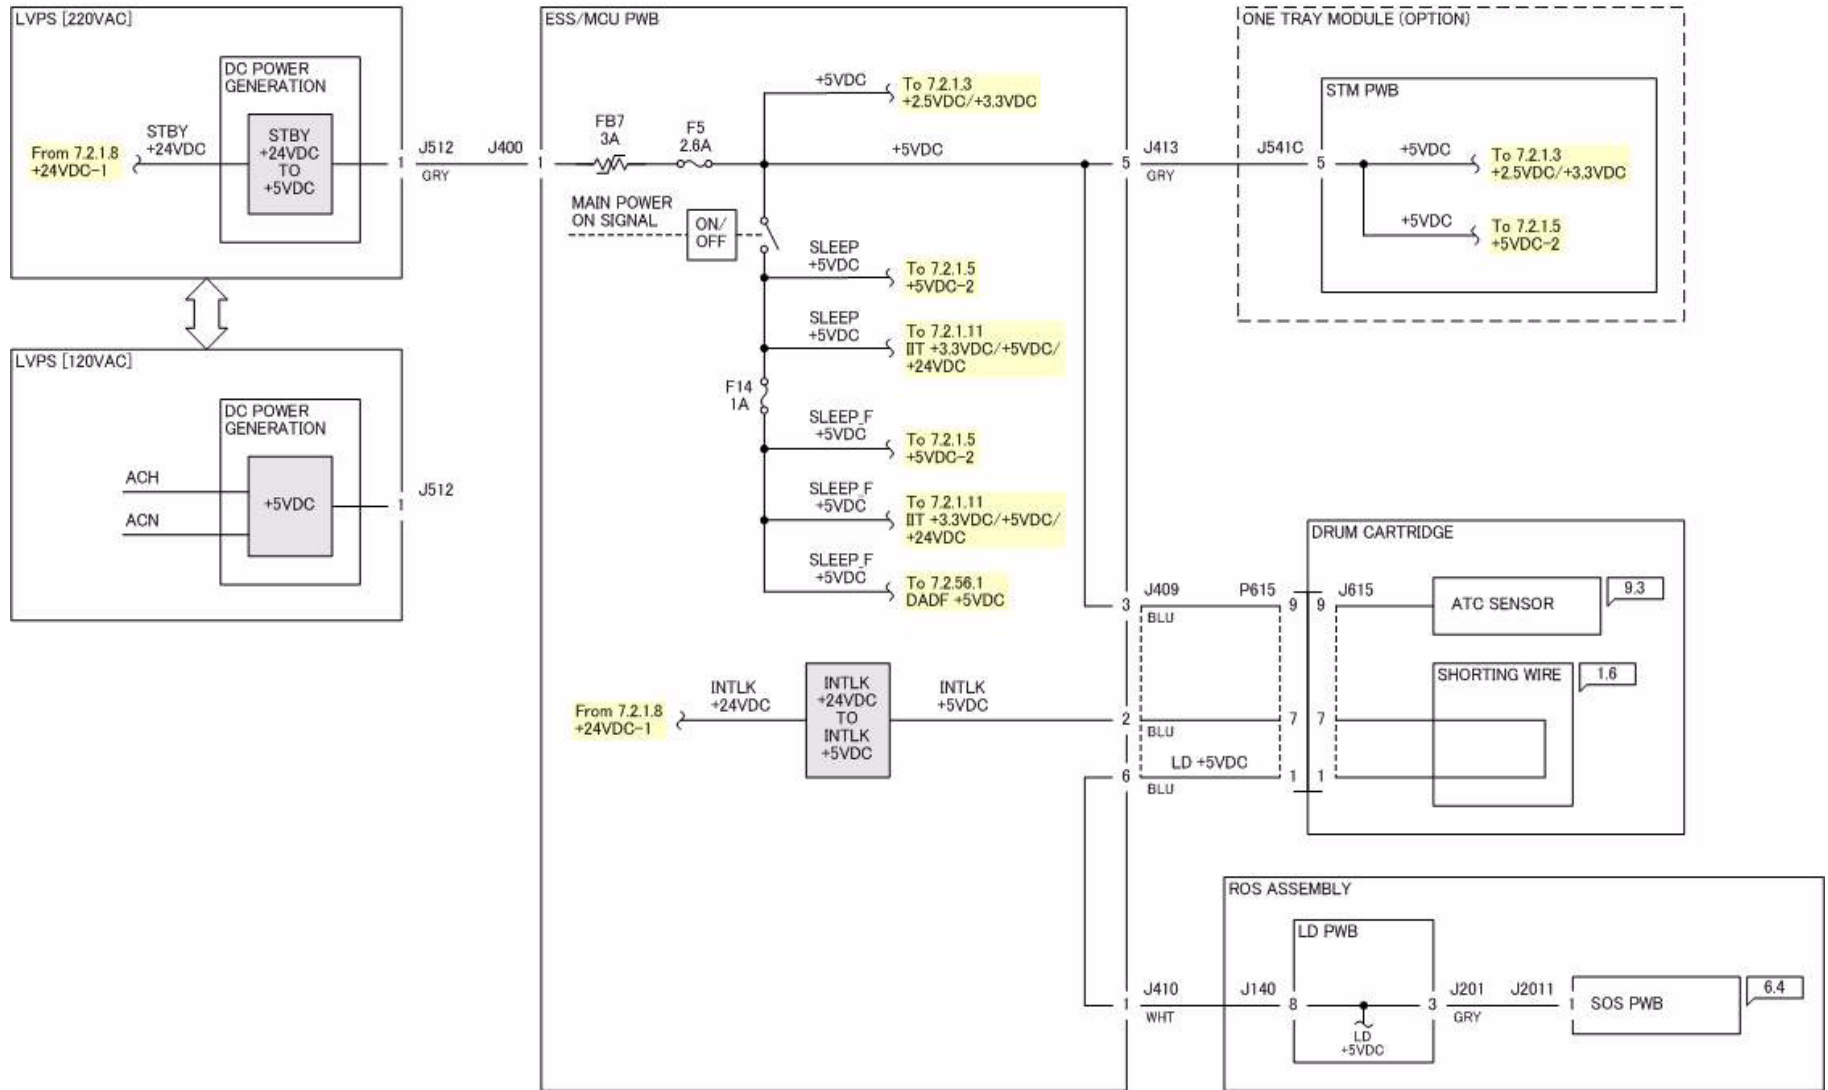 LVPS [220VAC]
DC POWER
GENERATION
STBY
+24VDC
From 7.2.1.8
+24VDC-1
STBY
+24VDC
TO
+5VDC
1
J512
GRY
J400
1
ESS/MCU PWB
FB7
3A
F5
2.6A
+5VDC
To 7.2.1.3
+2.5VDC/+3.3VDC
+5VDC
MAIN POWER
ON SIGNAL
ON/
OFF
SLEEP
+5VDC
To 7.2.1.5
+5VDC-2
SLEEP
+5VDC
To 7.2.1.11
IIT +3.3VDC/+5VDC/
+24VDC
F14
1A
SLEEP_F
+5VDC
To 7.2.1.5
+5VDC-2
SLEEP_F
+5VDC
To 7.2.1.11
IIT +3.3VDC/+5VDC/
+24VDC
SLEEP_F
+5VDC
To 7.2.56.1
DADF +5VDC
From 7.2.1.8
+24VDC-1
INTLK
+24VDC
INTLK
+24VDC
TO
INTLK
+5VDC
INTLK
+5VDC
5
J413
GRY
J541C
5
ONE TRAY MODULE (OPTION)
STM PWB
+5VDC
To 7.2.1.3
+2.5VDC/+3.3VDC
+5VDC
To 7.2.1.5
+5VDC-2
LVPS [120VAC]
DC POWER
GENERATION
ACH
ACN
+5VDC
1
J512
DRUM CARTRIDGE
3
J409
BLU
P615
9
9
J615
ATC SENSOR
9.3
SHORTING WIRE
1.6
2
BLU
7
7
LD +5VDC
6
BLU
1
1
ROS ASSEMBLY
LD PWB
1
J410
WHT
J140
8
LD
+5VDC
3
J201
GRY
J2011
1
SOS PWB
6.4